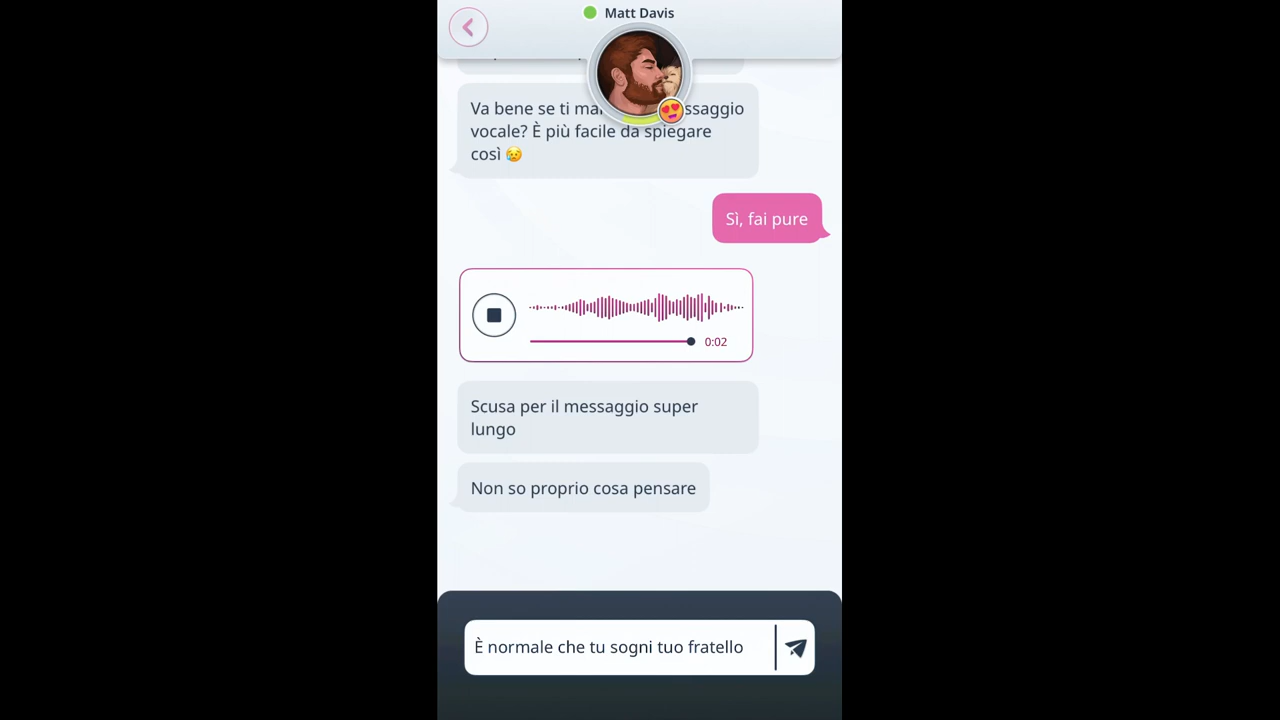 Matt Davis
Va bene se ti ssaggio
vocale? È più facile da spiegare
così 😥
Sì, fai pure
0:02
Scusa per il messaggio super
lungo
Non so proprio cosa pensare
È normale che tu sogni tuo fratello